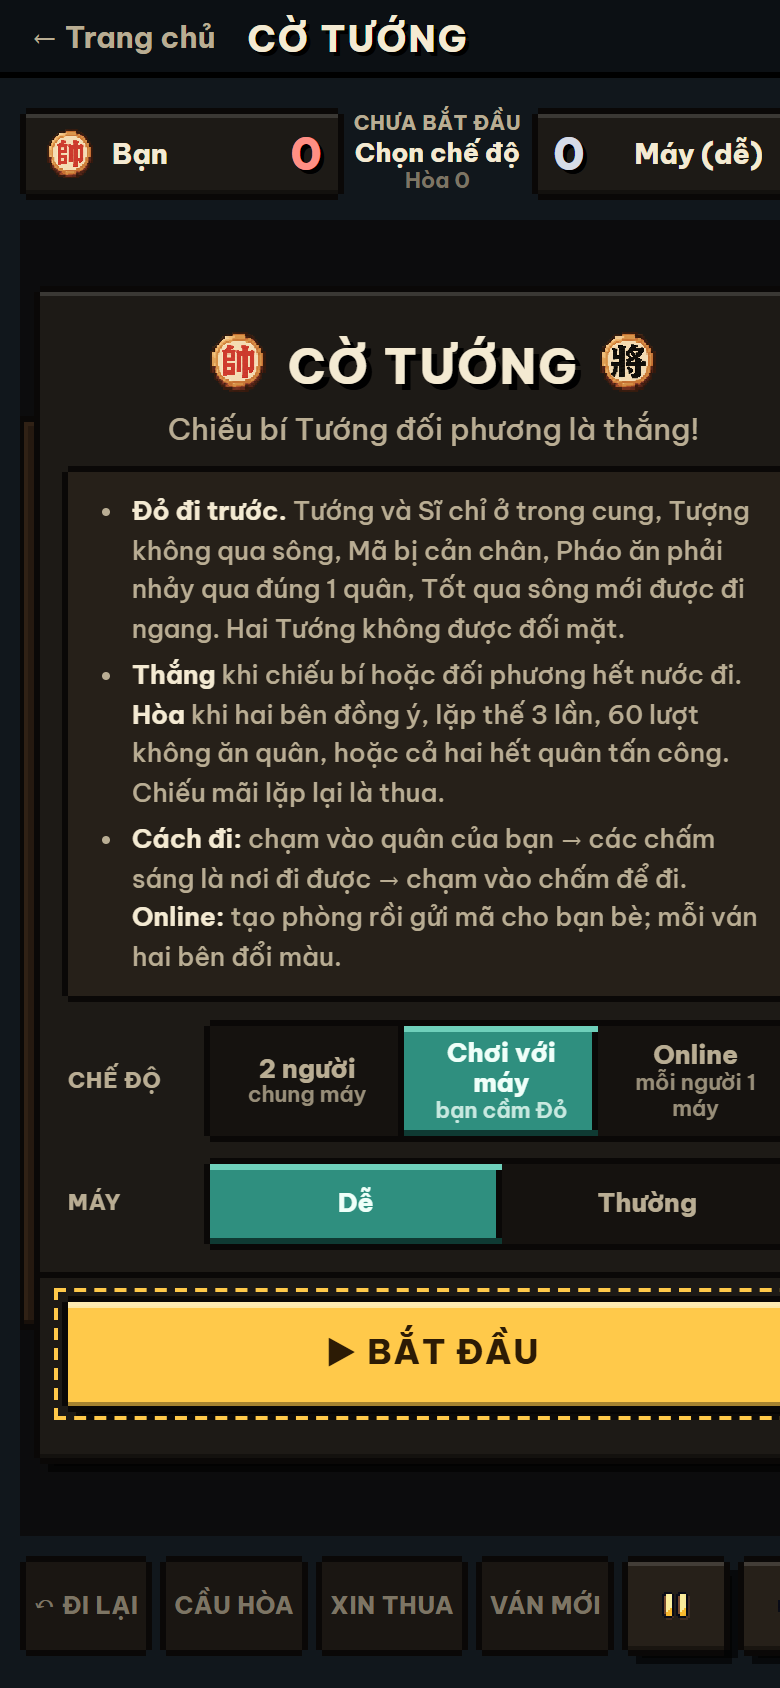 ← Trang chủ CỜ TƯỚNG
帥 Bạn 0
CHƯA BẮT ĐẦU
Chọn chế độ
Hòa 0
0 Máy (dễ)
帥 CỜ TƯỚNG 將
Chiếu bí Tướng đối phương là thắng!
• Đỏ đi trước. Tướng và Sĩ chỉ ở trong cung, Tượng
không qua sông, Mã bị cản chân, Pháo ăn phải
nhảy qua đúng 1 quân, Tốt qua sông mới được đi
ngang. Hai Tướng không được đối mặt.
• Thắng khi chiếu bí hoặc đối phương hết nước đi.
Hòa khi hai bên đồng ý, lặp thế 3 lần, 60 lượt
không ăn quân, hoặc cả hai hết quân tấn công.
Chiếu mãi lặp lại là thua.
• Cách đi: chạm vào quân của bạn → các chấm
sáng là nơi đi được → chạm vào chấm để đi.
Online: tạo phòng rồi gửi mã cho bạn bè; mỗi ván
hai bên đổi màu.
CHẾ ĐỘ
2 người
chung máy
Chơi với
máy
bạn cầm Đỏ
Online
mỗi người 1
máy
MÁY
Dễ
Thường
▶ BẮT ĐẦU
↶ ĐI LẠI
CẦU HÒA
XIN THUA
VÁN MỚI